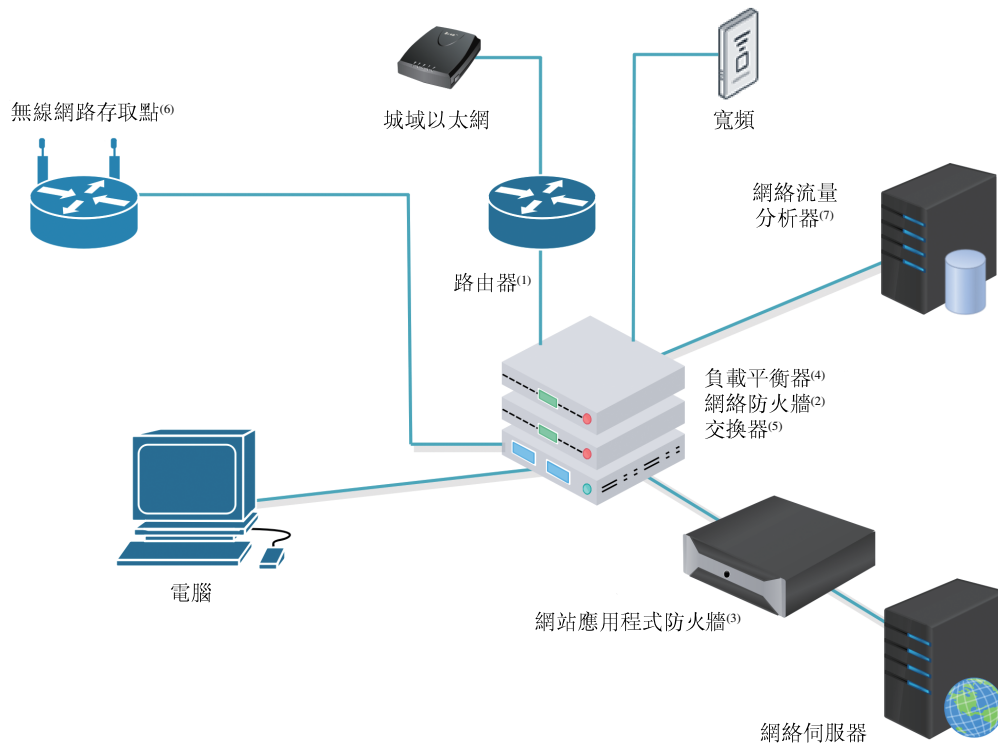 城域以太網
寬頻
無線網路存取點(6)
網絡流量
分析器(7)
路由器(1)
負載平衡器(4)
網絡防火牆(2)
交換器(5)
電腦
網站應用程式防火牆(3)
網絡伺服器